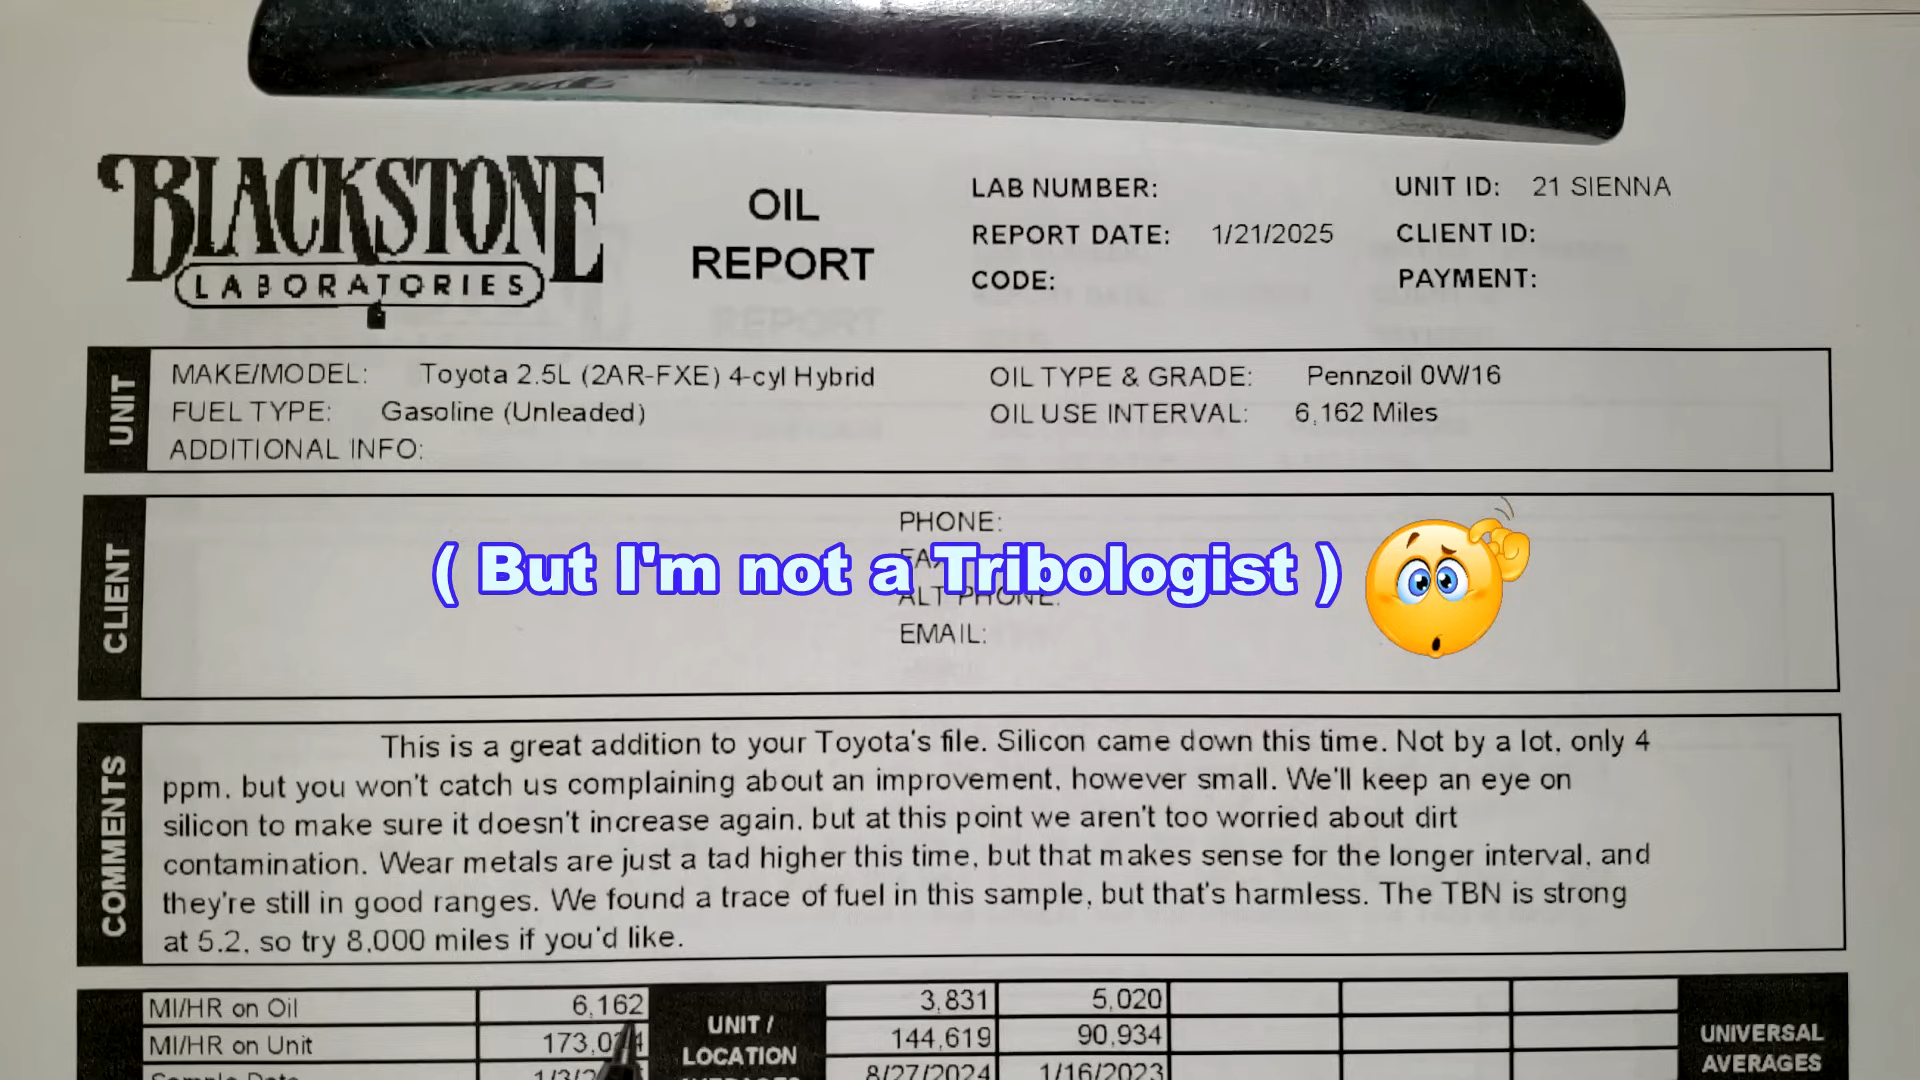 BLACKSTONE
LABORATORIES
OIL
REPORT
LAB NUMBER:
REPORT DATE: 1/21/2025
CODE:
UNIT ID: 21 SIENNA
CLIENT ID:
PAYMENT:
UNIT
MAKE/MODEL: Toyota 2.5L (2AR-FXE) 4-cyl Hybrid
FUEL TYPE: Gasoline (Unleaded)
ADDITIONAL INFO:
OIL TYPE & GRADE: Pennzoil 0W/16
OIL USE INTERVAL: 6,162 Miles
CLIENT
PHONE:
( But I'm not a Tribologist )
ALT PHONE:
EMAIL:
COMMENTS
This is a great addition to your Toyota's file. Silicon came down this time. Not by a lot, only 4
ppm, but you won't catch us complaining about an improvement, however small. We'll keep an eye on
silicon to make sure it doesn't increase again, but at this point we aren't too worried about dirt
contamination. Wear metals are just a tad higher this time, but that makes sense for the longer interval, and
they're still in good ranges. We found a trace of fuel in this sample, but that's harmless. The TBN is strong
at 5.2, so try 8,000 miles if you'd like.
MI/HR on Oil 6,162 3,831 5,020
MI/HR on Unit 144,619 90,934
Sample Date 8/27/2024 1/16/2023
UNIT /
LOCATION
AVERAGES
UNIVERSAL
AVERAGES